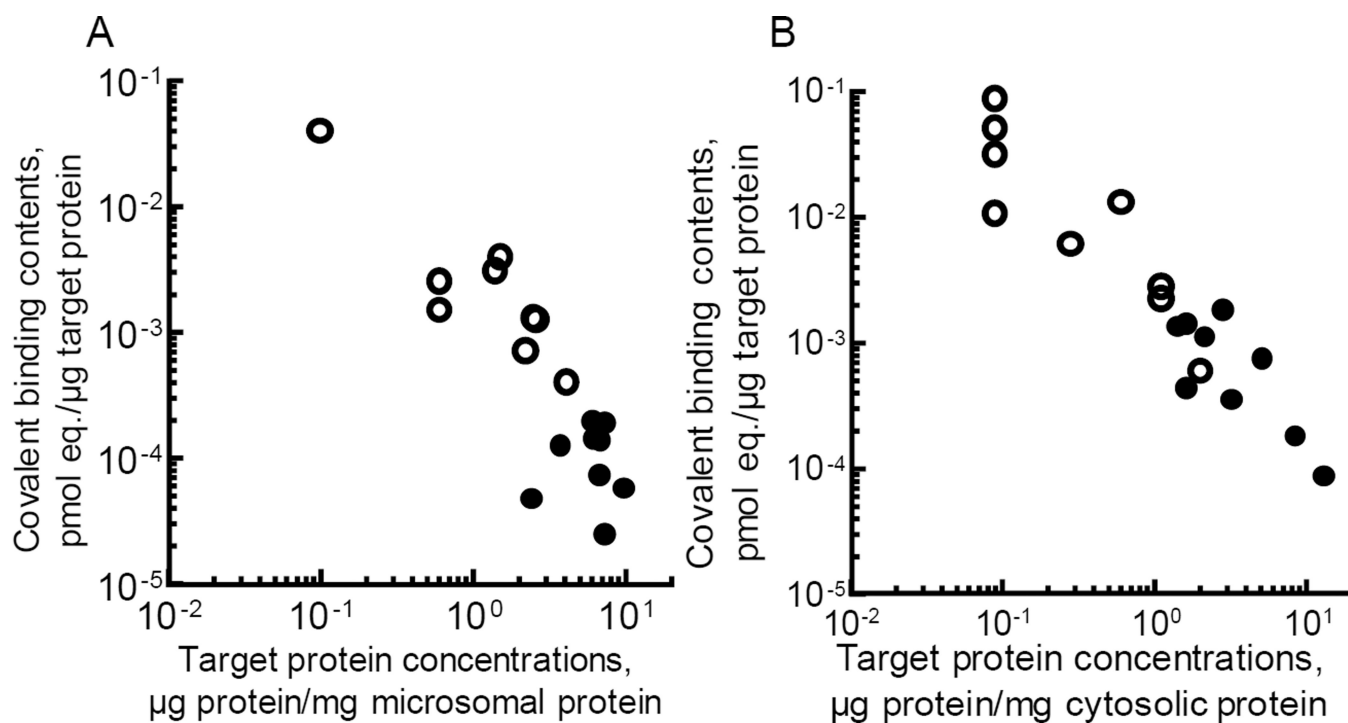 A
Covalent binding contents,
pmol eq./µg target protein
10-1
10-2
10-3
10-4
10-5
10-2
10-1
100
101
Target protein concentrations,
µg protein/mg microsomal protein
B
Covalent binding contents,
pmol eq./µg target protein
10-1
10-2
10-3
10-4
10-5
10-2
10-1
100
101
Target protein concentrations,
µg protein/mg cytosolic protein